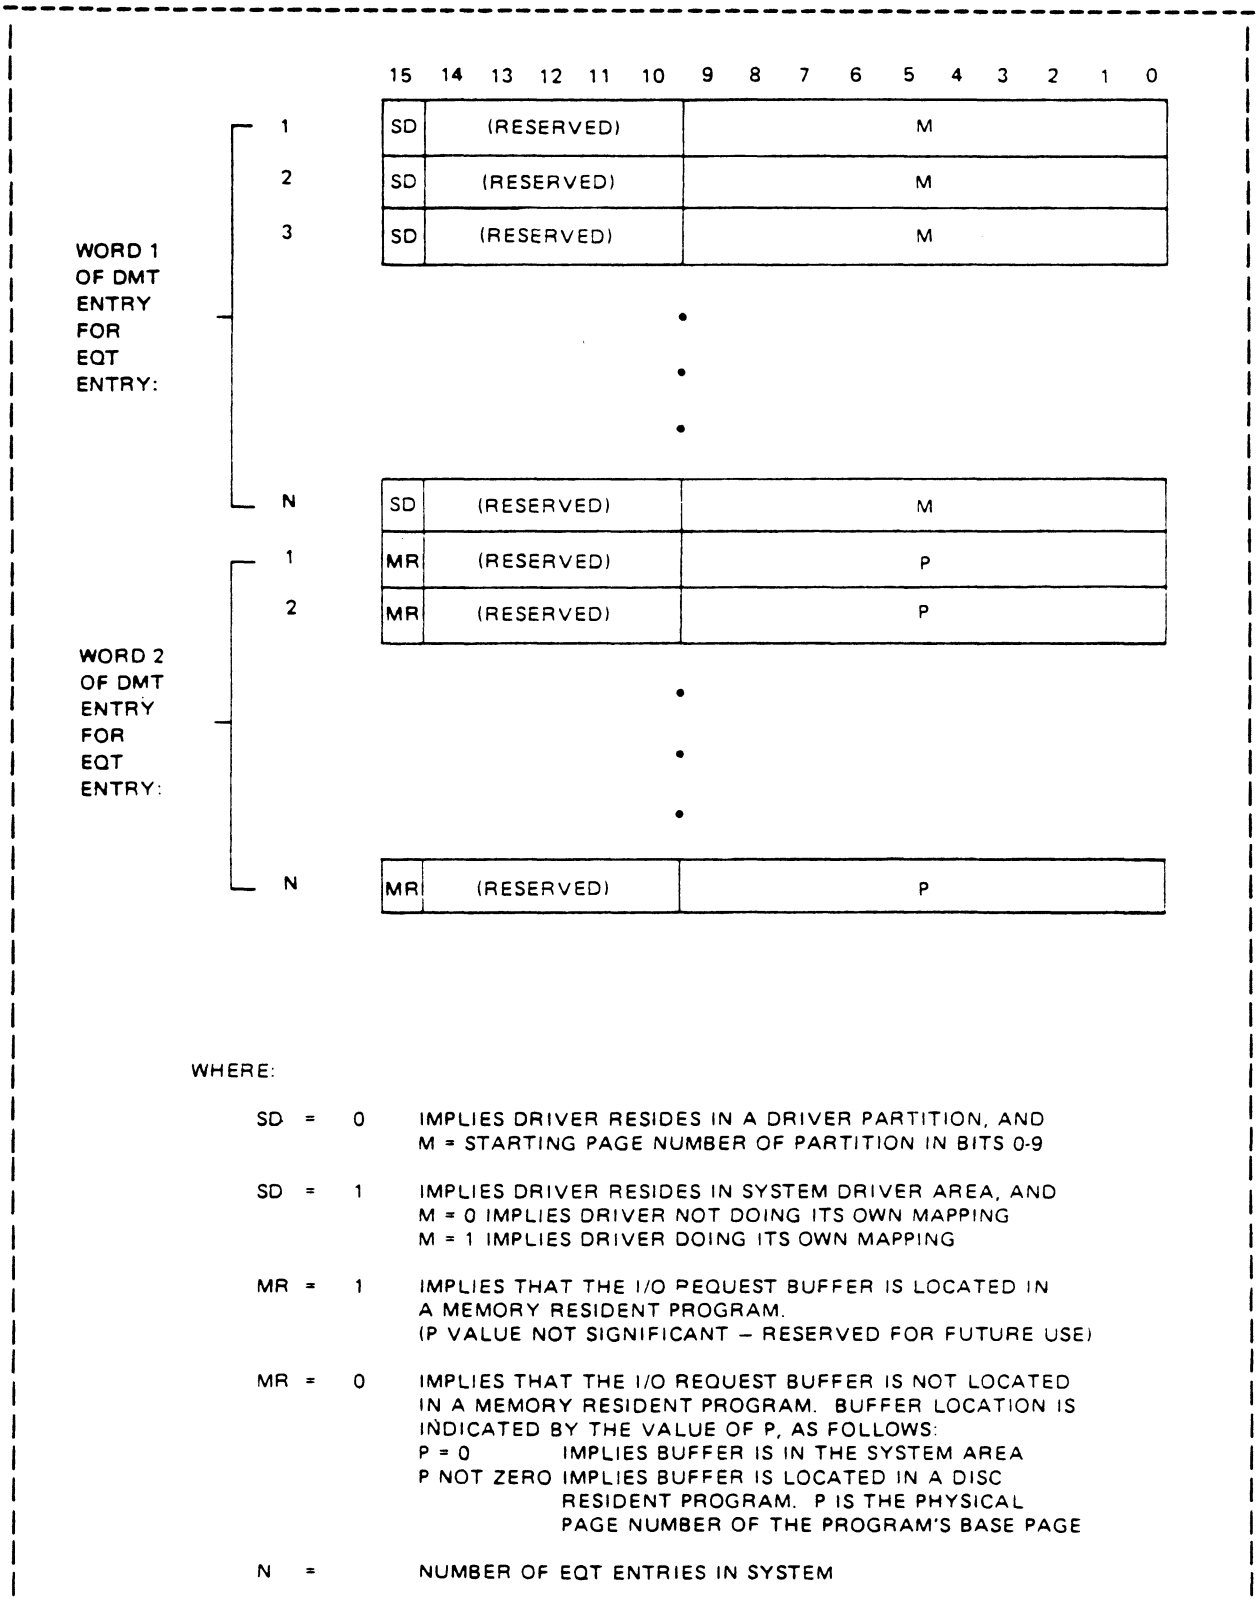 15 14 13 12 11 10 9 8 7 6 5 4 3 2 1 0
1 SD (RESERVED) M
2 SD (RESERVED) M
3 SD (RESERVED) M
WORD 1
OF DMT
ENTRY
FOR
EQT
ENTRY:
N SD (RESERVED) M
1 MR (RESERVED) P
2 MR (RESERVED) P
WORD 2
OF DMT
ENTRY
FOR
EQT
ENTRY:
N MR (RESERVED) P
WHERE:
SD = 0 IMPLIES DRIVER RESIDES IN A DRIVER PARTITION, AND
M = STARTING PAGE NUMBER OF PARTITION IN BITS 0-9
SD = 1 IMPLIES DRIVER RESIDES IN SYSTEM DRIVER AREA, AND
M = 0 IMPLIES DRIVER NOT DOING ITS OWN MAPPING
M = 1 IMPLIES DRIVER DOING ITS OWN MAPPING
MR = 1 IMPLIES THAT THE I/O REQUEST BUFFER IS LOCATED IN
A MEMORY RESIDENT PROGRAM.
(P VALUE NOT SIGNIFICANT – RESERVED FOR FUTURE USE)
MR = 0 IMPLIES THAT THE I/O REQUEST BUFFER IS NOT LOCATED
IN A MEMORY RESIDENT PROGRAM. BUFFER LOCATION IS
INDICATED BY THE VALUE OF P, AS FOLLOWS:
P = 0 IMPLIES BUFFER IS IN THE SYSTEM AREA
P NOT ZERO IMPLIES BUFFER IS LOCATED IN A DISC
RESIDENT PROGRAM. P IS THE PHYSICAL
PAGE NUMBER OF THE PROGRAM'S BASE PAGE
N = NUMBER OF EQT ENTRIES IN SYSTEM